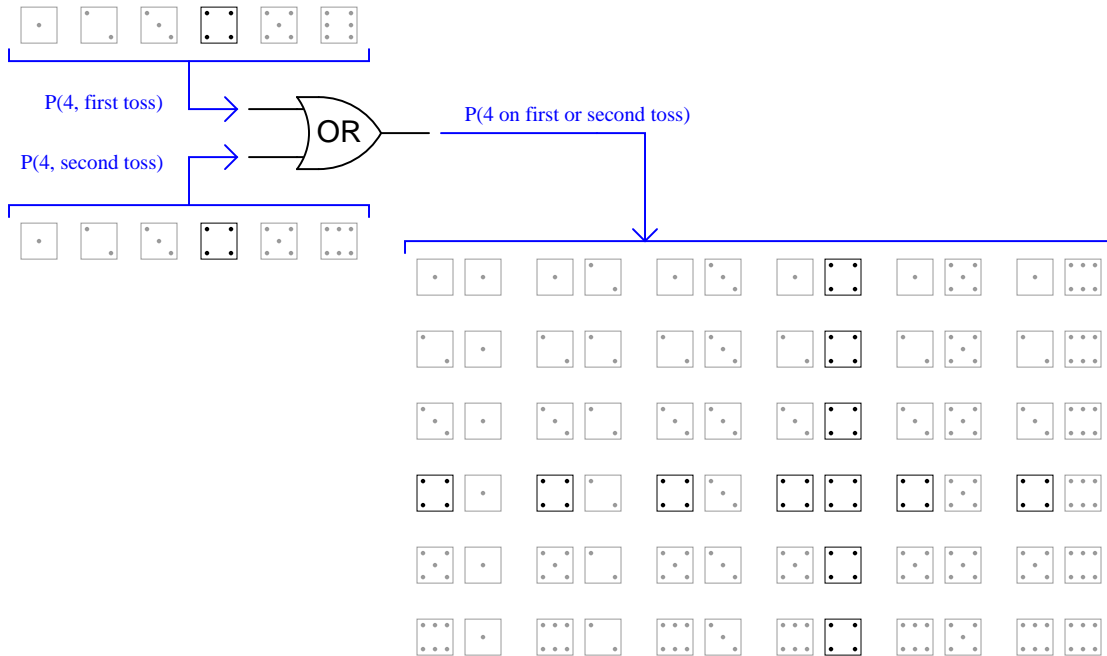 P(4, first toss)
P(4 on first or second toss)
OR
P(4, second toss)